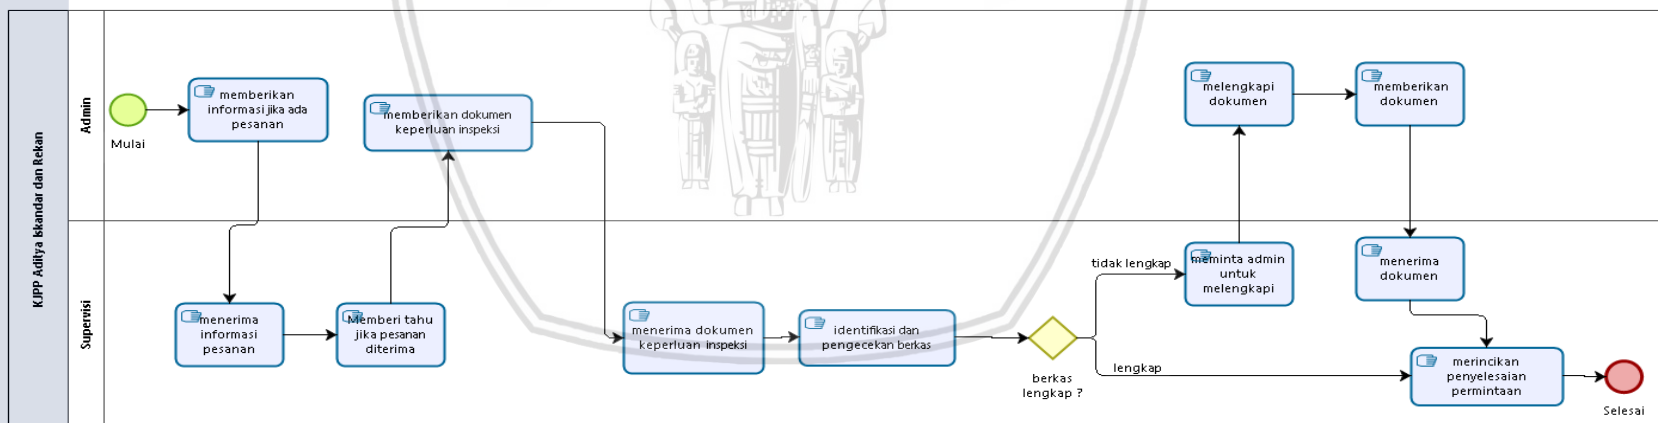 KJPP Aditya Iskandar dan Rekan
Admin
Mulai
memberikan
informasi jika ada
pesanan
memberikan dokumen
keperluan inspeksi
melengkapi
dokumen
memberikan
dokumen
Supervisi
menerima
informasi
pesanan
Memberi tahu
jika pesanan
diterima
menerima dokumen
keperluan inspeksi
identifikasi dan
pengecekan berkas
berkas
lengkap ?
tidak lengkap
lengkap
meminta admin
untuk
melengkapi
menerima
dokumen
merincikan
penyelesaian
permintaan
Selesai